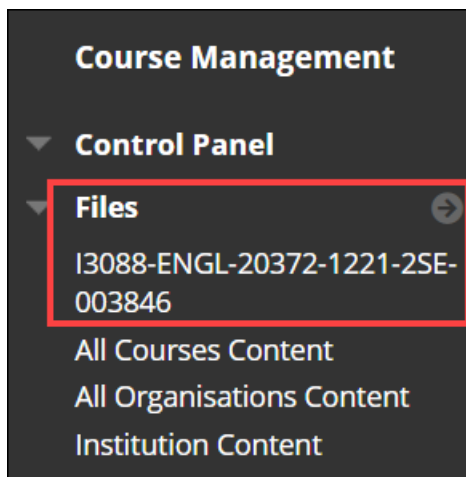 Course Management
Control Panel
Files
I3088-ENGL-20372-1221-2SE-
003846
All Courses Content
All Organisations Content
Institution Content